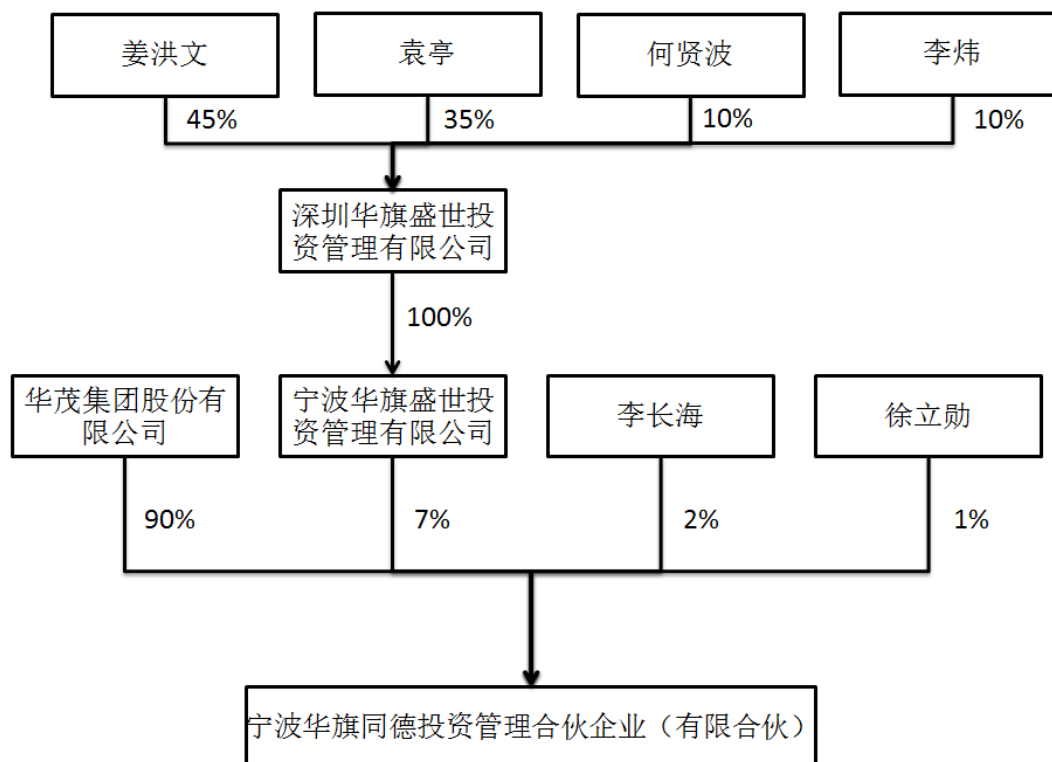 姜洪文
袁亭
何贤波
李炜
45%
35%
10%
10%
深圳华旗盛世投
资管理有限公司
100%
华茂集团股份有
限公司
宁波华旗盛世投
资管理有限公司
李长海
徐立勋
90%
7%
2%
1%
宁波华旗同德投资管理合伙企业（有限合伙）